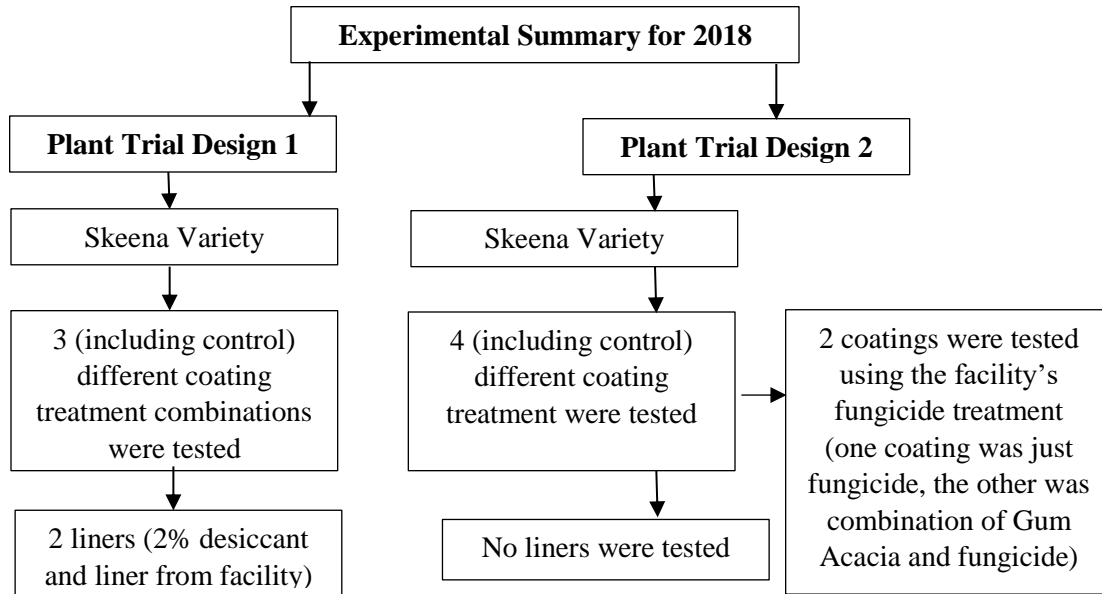 Experimental Summary for 2018
Plant Trial Design 1
Plant Trial Design 2
Skeena Variety
Skeena Variety
3 (including control)
different coating
treatment combinations
were tested
4 (including control)
different coating
treatment were tested
2 coatings were tested
using the facility’s
fungicide treatment
(one coating was just
fungicide, the other was
combination of Gum
Acacia and fungicide)
2 liners (2% desiccant
and liner from facility)
No liners were tested